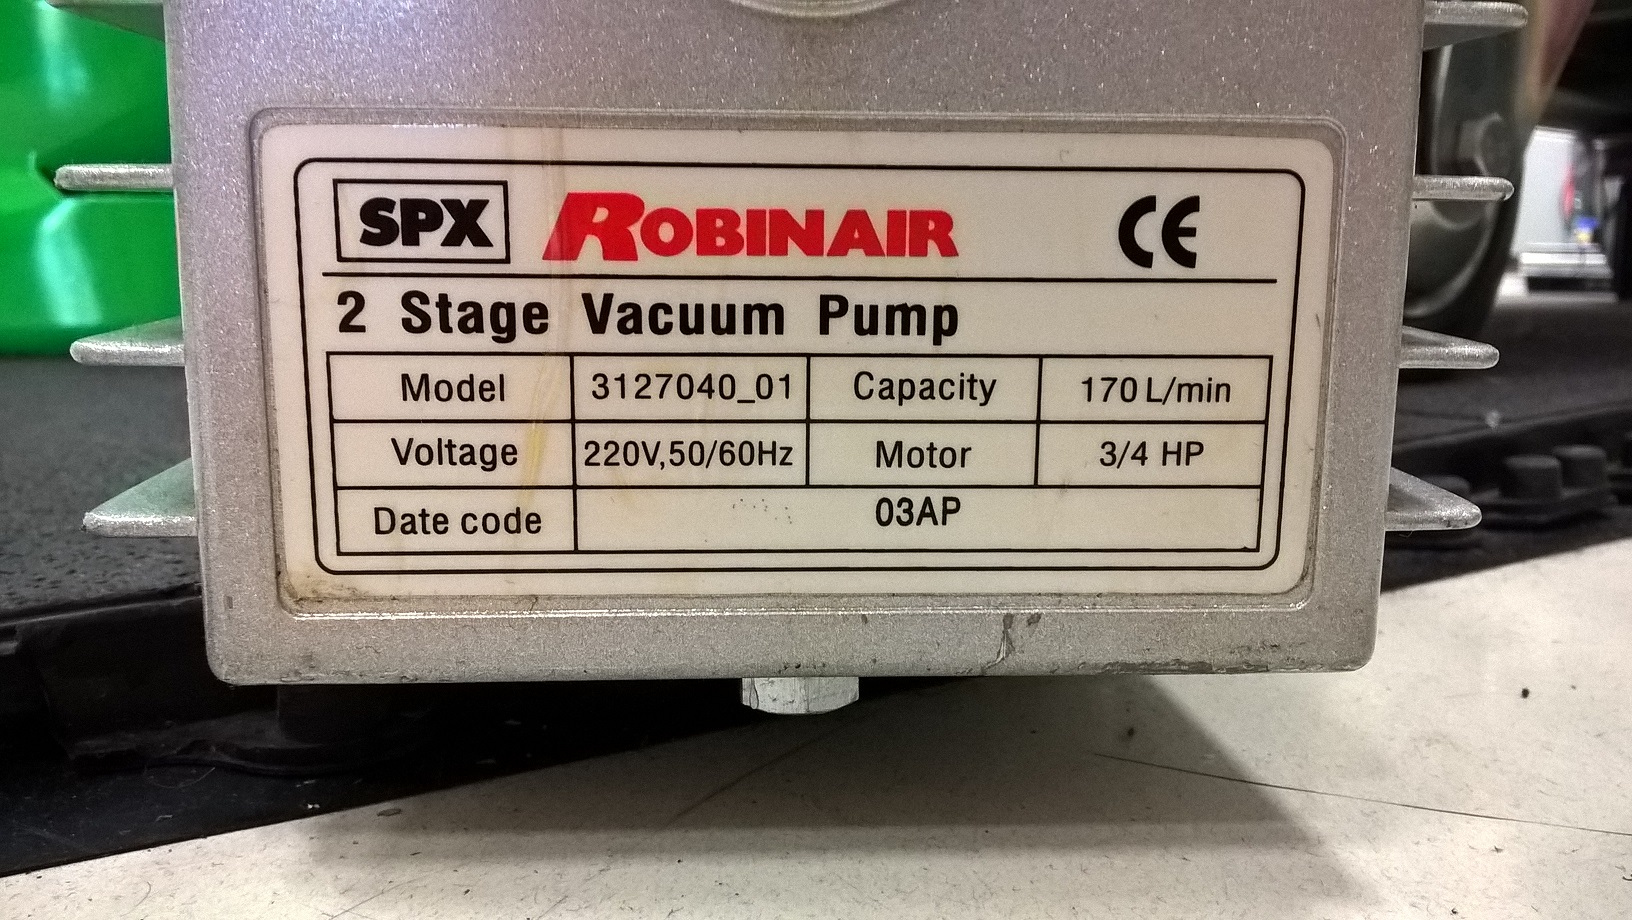 SPX ROBINAIR CE
2 Stage Vacuum Pump
Model 3127040_01 Capacity 170 L/min
Voltage 220V,50/60Hz Motor 3/4 HP
Date code 03AP